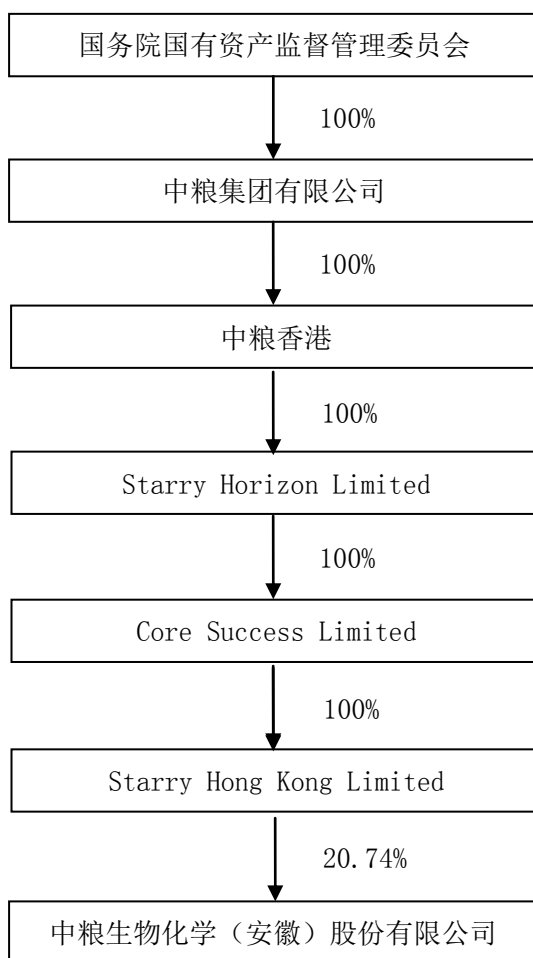 国务院国有资产监督管理委员会
100%
中粮集团有限公司
100%
中粮香港
100%
Starry Horizon Limited
100%
Core Success Limited
100%
Starry Hong Kong Limited
20.74%
中粮生物化学（安徽）股份有限公司